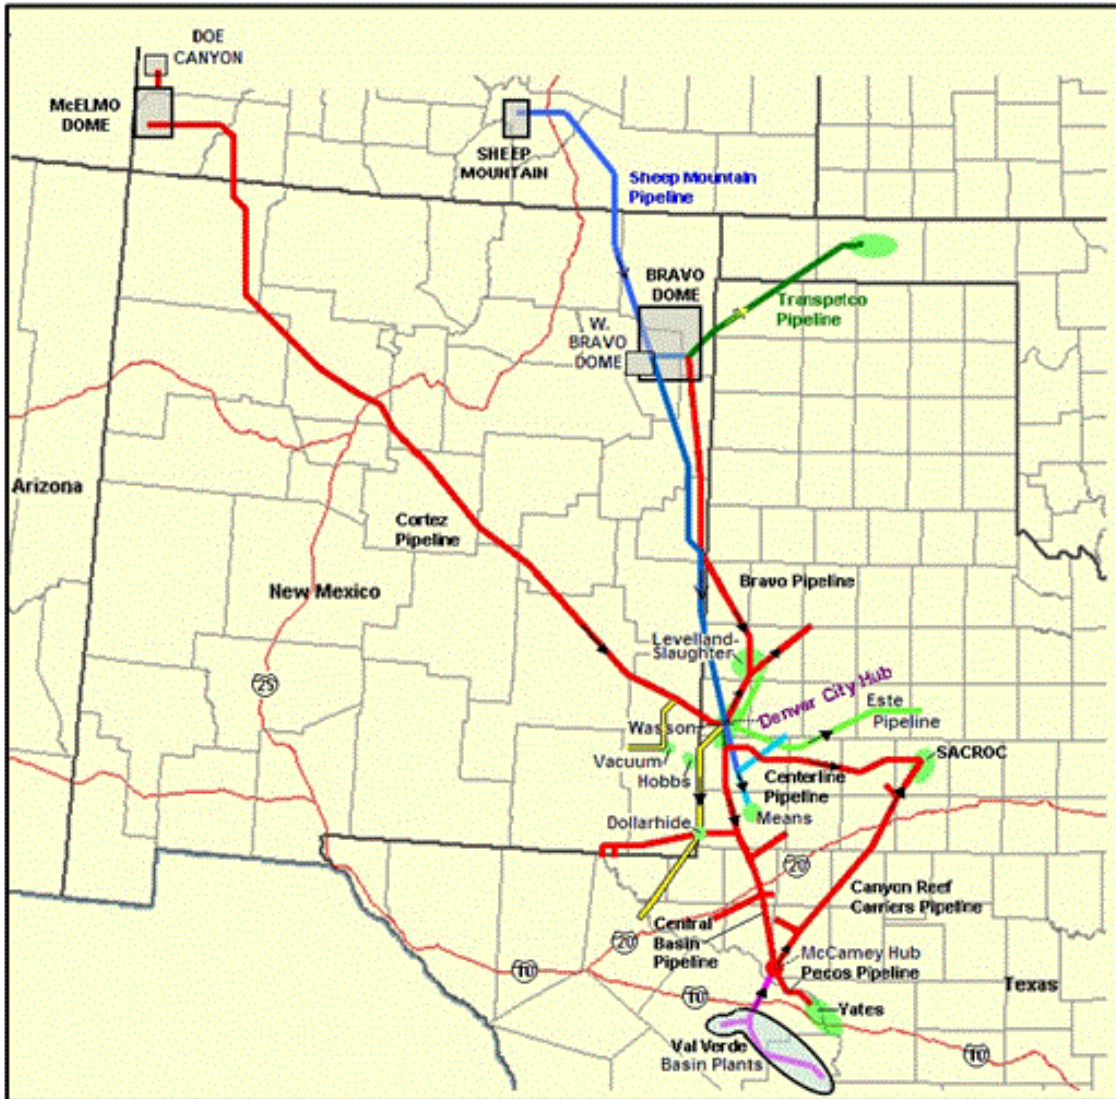 DOE
CANYON
McELMO
DOME
SHEEP
MOUNTAIN
Sheep Mountain
Pipeline
BRAVO
DOME
W.
BRAVO
DOME
Transpetco
Pipeline
Arizona
Cortez
Pipeline
New Mexico
Bravo Pipeline
Levelland-
Slaughter
25
Denver City Hub
Este
Pipeline
Wasson
Vacuum
Hobbs
SACROC
Centerline
Pipeline
Means
Dollarhide
20
Canyon Reef
Carriers Pipeline
Central
Basin
Pipeline
20
McCamey Hub
Pecos Pipeline
10
10
Texas
Yates
Val Verde
Basin Plants
10